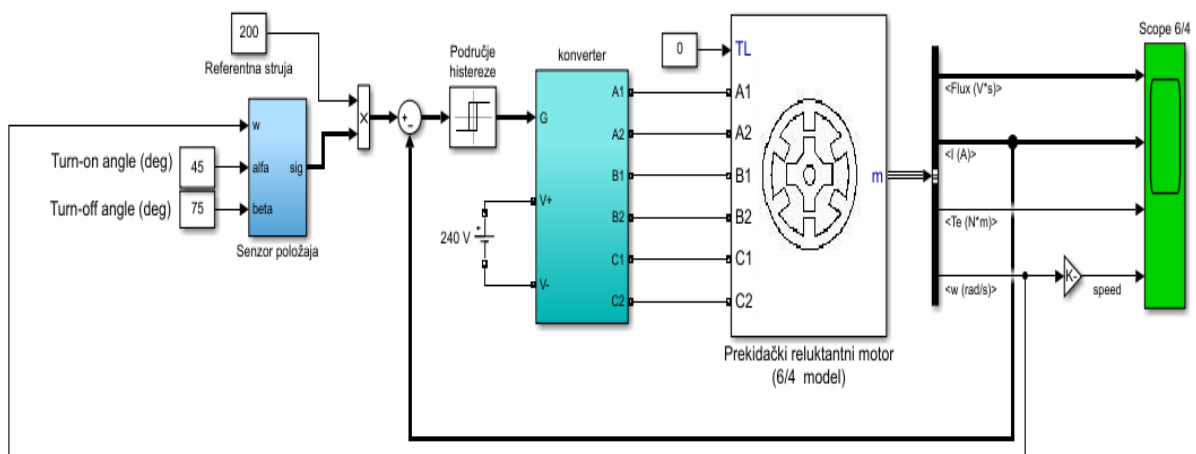 200
Referentna struja
Turn-on angle (deg)
45
Turn-off angle (deg)
75
w
alfa
beta
sig
Senzor položaja
X
+
-
Područje
histereze
konverter
G
V+
V-
A1
A2
B1
B2
C1
C2
240 V
+
0
TL
A1
A2
B1
B2
C1
C2
m
Prekidački reluktantni motor
(6/4 model)
<Flux (V*s)>
<I (A)>
<Te (N*m)>
<w (rad/s)>
K-
speed
Scope 6/4